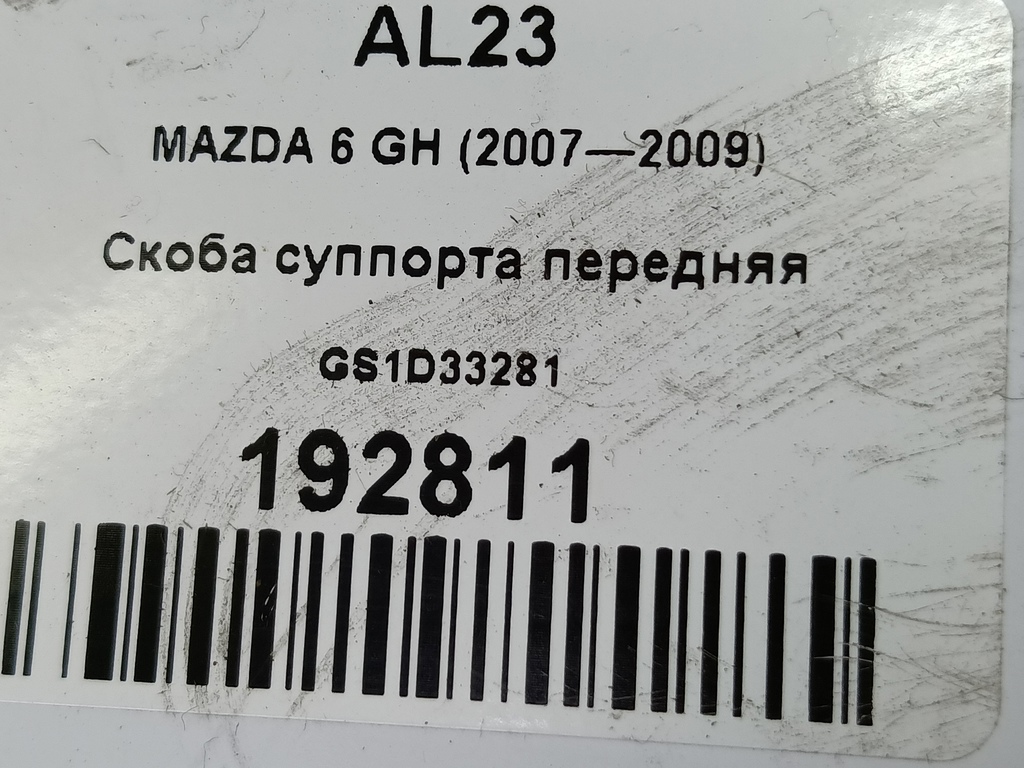 AL23
MAZDA 6 GH (2007—2009)
Скоба суппорта передняя
GS1D33281
192811